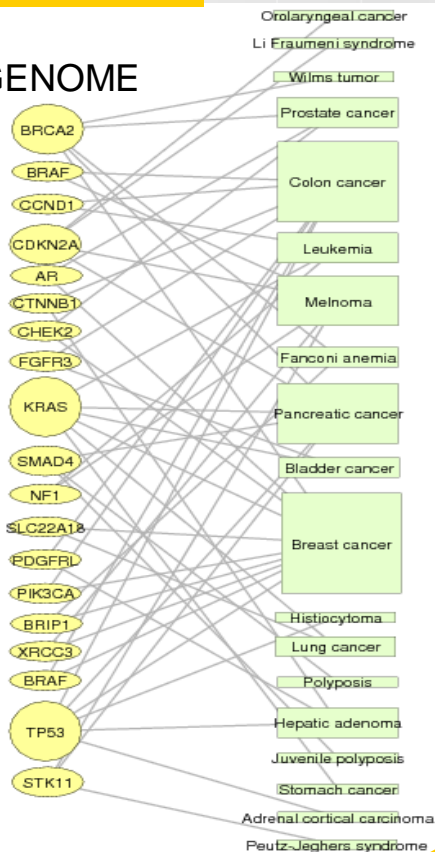 GENOME
BRCA2
BRAF
CCND1
CDKN2A
AR
CTNNB1
CHEK2
FGFR3
KRAS
SMAD4
NF1
SLC22A18
PDGFRL
PIK3CA
BRIP1
XRCC3
BRAF
TP53
STK11
Orolaryngeal cancer
Li Fraumeni syndrome
Wilms tumor
Prostate cancer
Colon cancer
Leukemia
Melnoma
Fanconi anemia
Pancreatic cancer
Bladder cancer
Breast cancer
Histiocytoma
Lung cancer
Polyposis
Hepatic adenoma
Juvenile polyposis
Stomach cancer
Adrenal cortical carcinoma
Peutz-Jeghers syndrome